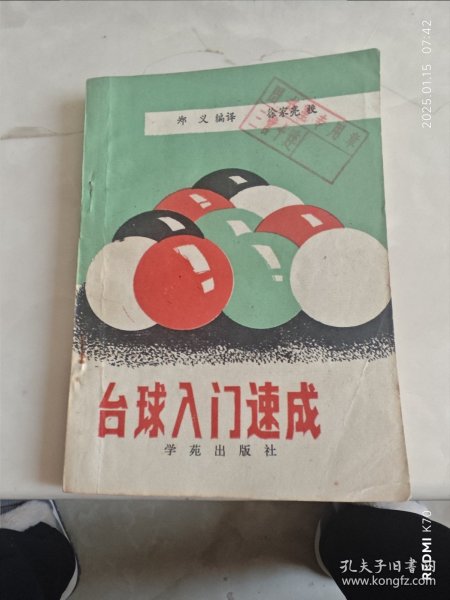 郑 义 编译 徐家亮 校
台球入门速成
学苑出版社
2025.01.15 07:42
REDMI K70
孔夫子旧书网
www.kongfz.com